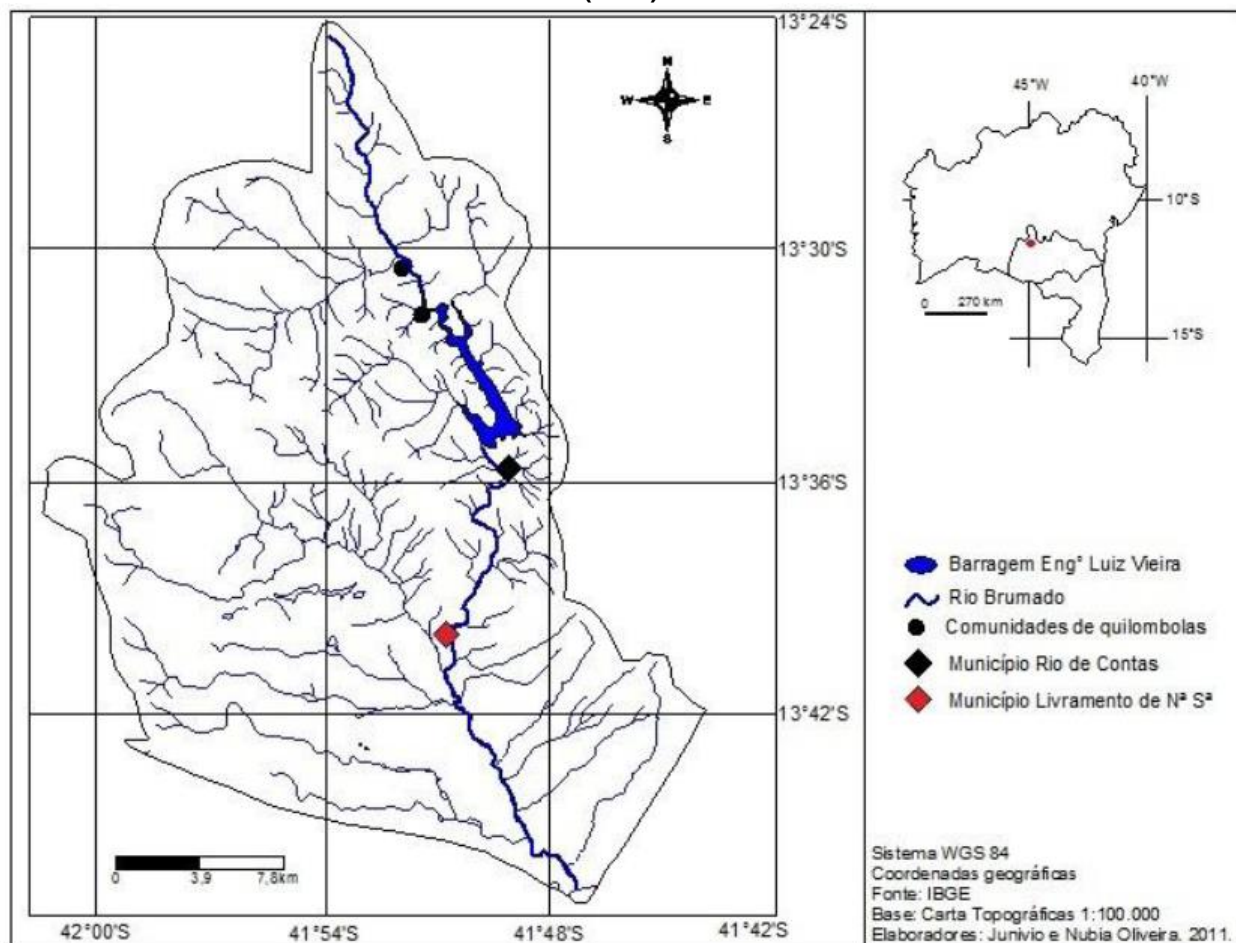 13°24'S
N
W E
S
13°30'S
13°36'S
13°42'S
0 3,9 7,8km
42°00'S 41°54'S 41°48'S 41°42'S
45°W 40°W
10°S
0 270 km
15°S
Barragem Eng° Luiz Vieira
Rio Brumado
Comunidades de quilombolas
Município Rio de Contas
Município Livramento de Nª Sª
Sistema WGS 84
Coordenadas geográficas
Fonte: IBGE
Base: Carta Topográficas 1:100.000
Elaboradores: Junivio e Nubia Oliveira. 2011.